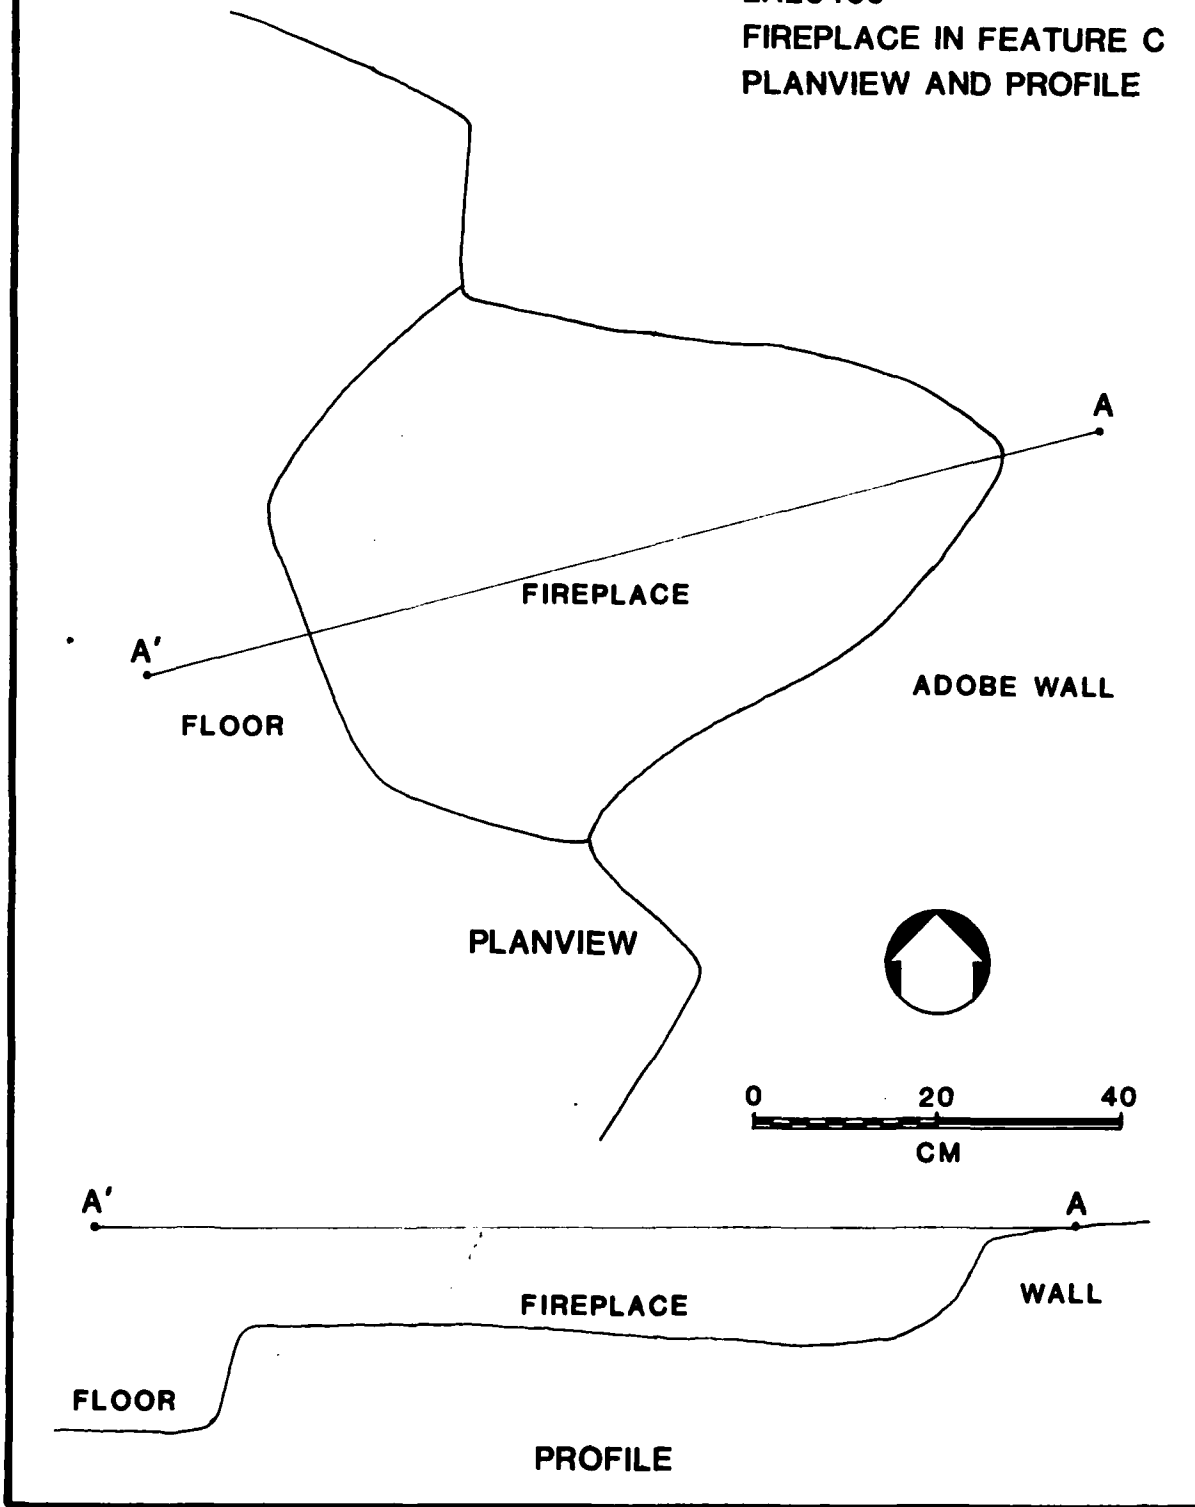 FIREPLACE IN FEATURE C
PLANVIEW AND PROFILE
A
FIREPLACE
A'
ADOBE WALL
FLOOR
PLANVIEW
0 20 40
CM
A' A
WALL
FIREPLACE
FLOOR
PROFILE